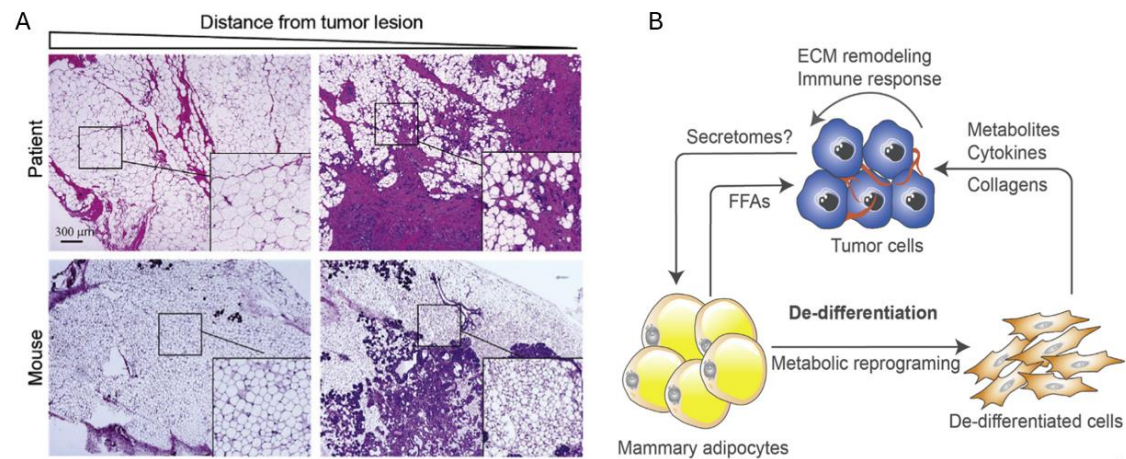 A
Distance from tumor lesion
Patient
300 μm
Mouse
B
ECM remodeling
Immune response
Secretomes?
FFAs
Metabolites
Cytokines
Collagens
Tumor cells
De-differentiation
Metabolic reprograming
Mammary adipocytes
De-differentiated cells